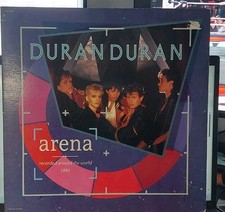 DURAN DURAN
arena
recorded around the world
1984